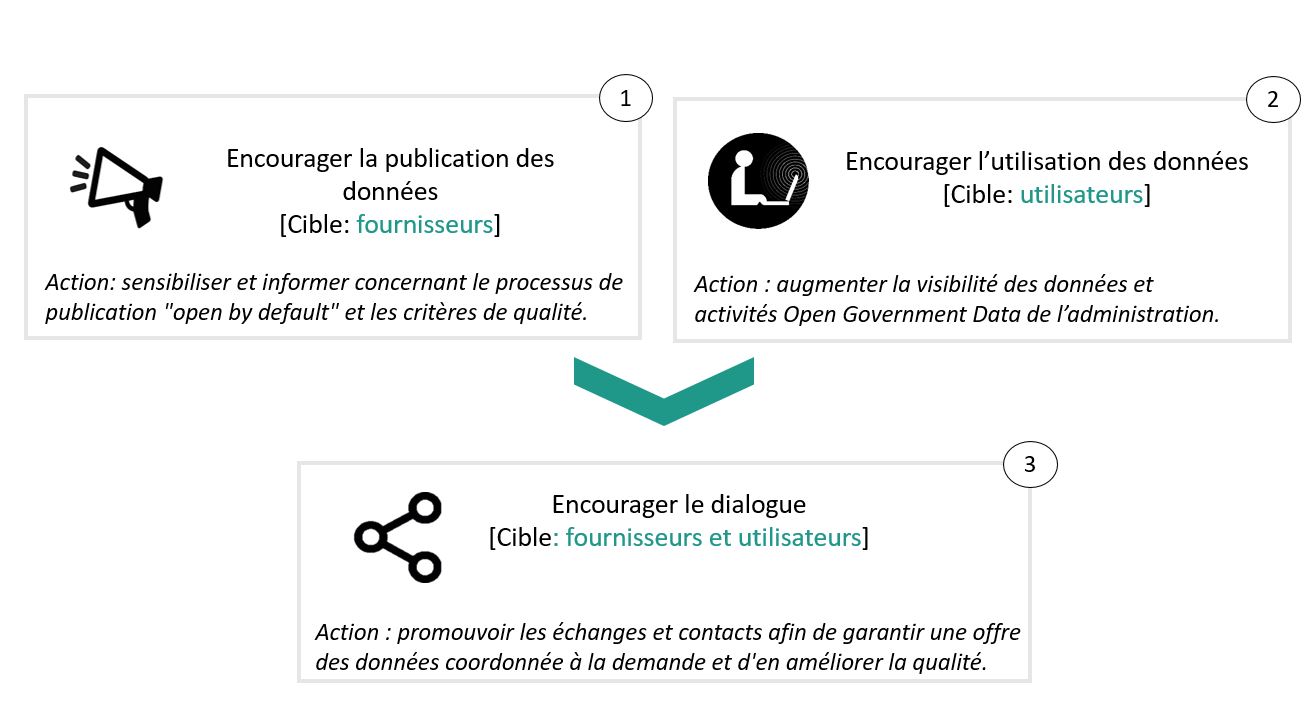 1
Encourager la publication des
données
[Cible: fournisseurs]
Action: sensibiliser et informer concernant le processus de
publication "open by default" et les critères de qualité.
2
Encourager l’utilisation des données
[Cible: utilisateurs]
Action : augmenter la visibilité des données et
activités Open Government Data de l’administration.
3
Encourager le dialogue
[Cible: fournisseurs et utilisateurs]
Action : promouvoir les échanges et contacts afin de garantir une offre
des données coordonnée à la demande et d'en améliorer la qualité.